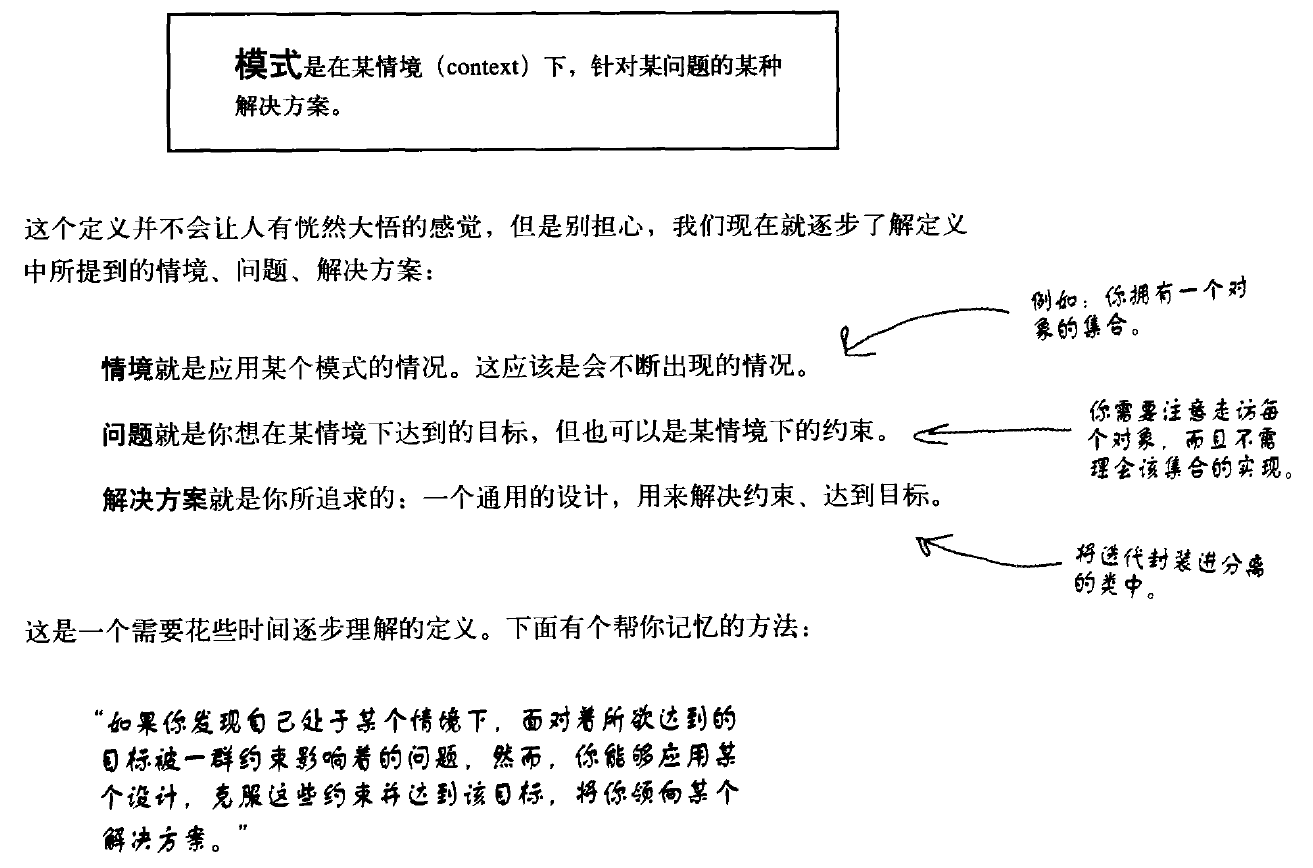 模式是在某情境（context）下，针对某问题的某种
解决方案。
这个定义并不会让人有恍然大悟的感觉，但是别担心，我们现在就逐步了解定义
中所提到的情境、问题、解决方案：
例如：你拥有一个对
象的集合。
情境就是应用某个模式的情况。这应该是会不断出现的情况。
你需要注意走访每
个对象，而且不需
理会该集合的实现。
问题就是你想在某情境下达到的目标，但也可以是某情境下的约束。
解决方案就是你所追求的：一个通用的设计，用来解决约束、达到目标。
将迭代封装进分离
的类中。
这是一个需要花些时间逐步理解的定义。下面有个帮你记忆的方法：
“如果你发现自己处于某个情境下，面对着所欲达到的
目标被一群约束影响着的问题，然而，你能够应用某
个设计，克服这些约束并达到该目标，将你领向某个
解决方案。”